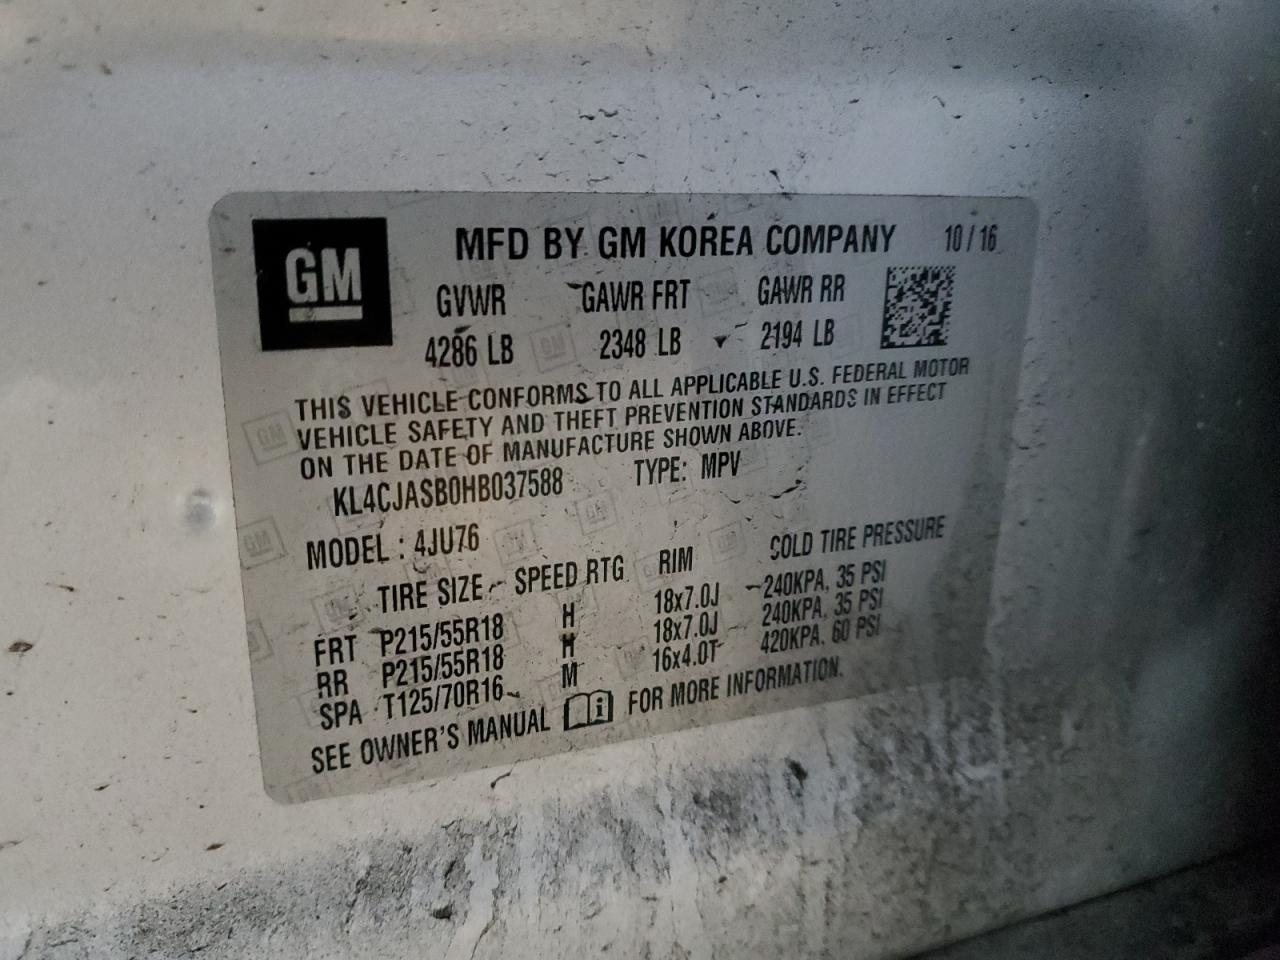 GM
MFD BY GM KOREA COMPANY 10/16
GVWR GAWR FRT GAWR RR
4286 LB 2348 LB 2194 LB
THIS VEHICLE CONFORMS TO ALL APPLICABLE U.S. FEDERAL MOTOR
VEHICLE SAFETY AND THEFT PREVENTION STANDARDS IN EFFECT
ON THE DATE OF MANUFACTURE SHOWN ABOVE.
KL4CJASB0HB037588 TYPE: MPV
MODEL : 4JU76
TIRE SIZE SPEED RTG RIM COLD TIRE PRESSURE
FRT P215/55R18 H 18x7.0J 240KPA, 35 PSI
RR P215/55R18 H 18x7.0J 240KPA, 35 PSI
SPA T125/70R16 M 16x4.0T 420KPA, 60 PSI
SEE OWNER'S MANUAL i FOR MORE INFORMATION.